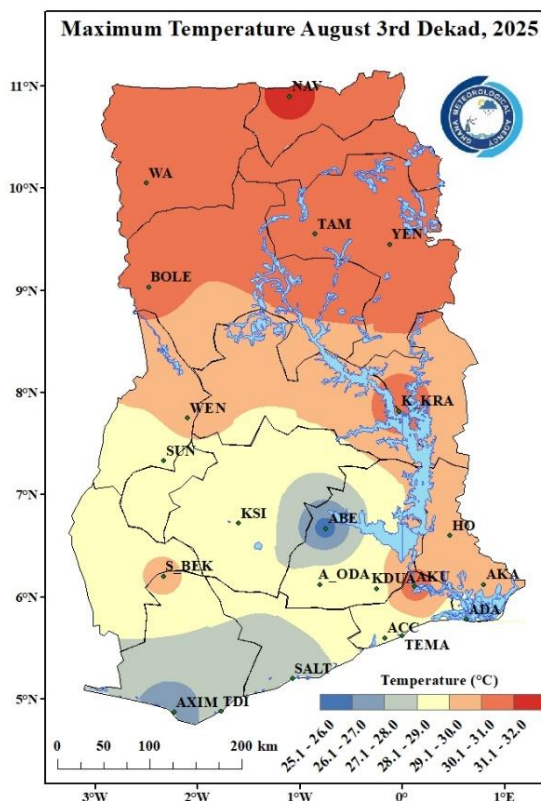 Maximum Temperature August 3rd Dekad, 2025
11°N
10°N
9°N
8°N
7°N
6°N
5°N
NAV
GHANA METEOROLOGICAL AGENCY
WA
TAM
YEN
BOLE
K_KRA
WEN
SUN
KSI
ABE
HO
S_BEK
A_ODA
KDUA
AKU
AKA
ADA
ACC
TEMA
SALT
AXIM
TDI
Temperature (°C)
25.1 - 26.0
26.1 - 27.0
27.1 - 28.0
28.1 - 29.0
29.1 - 30.0
30.1 - 31.0
31.1 - 32.0
0 50 100 200 km
3°W 2°W 1°W 0° 1°E